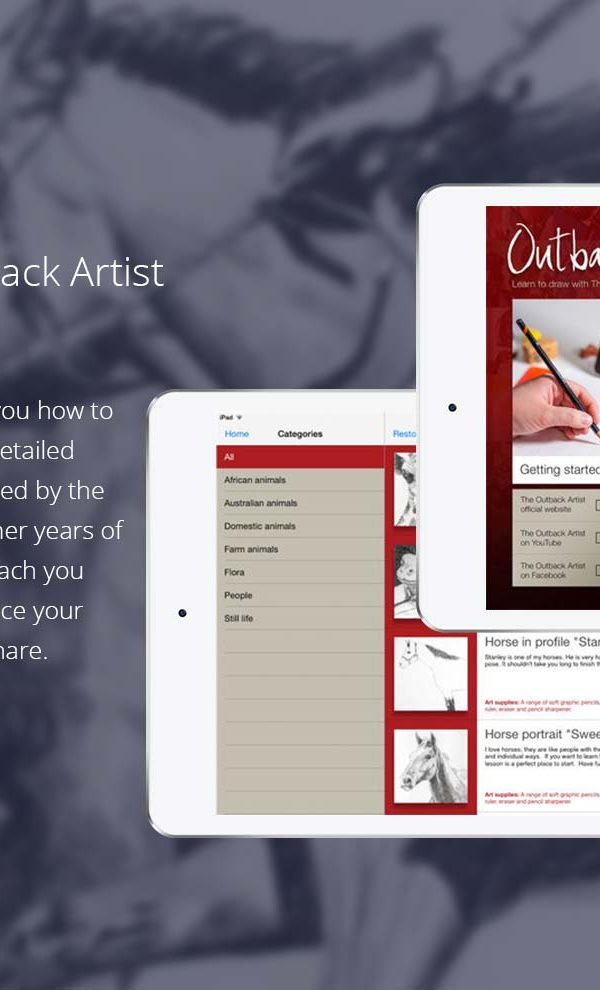 ack Artist
you how to
etailed
ed by the
ner years of
ach you
ce your
hare.
iPad
Home Categories Resto
All
African animals
Australian animals
Domestic animals
Farm animals
Flora
People
Still life
Horse in profile "Star
Stanley is one of my horses. He is very h
pose. It shouldn't take you long to finish t
Art supplies: A range of soft graphic pencils,
ruler, eraser and pencil sharpener.
Horse portrait "Swee
I love horses, they are like people with the
and individual ways. If you want to learn
lesson is a perfect place to start. Have fu
Art supplies: A range of soft graphic pencils,
ruler, eraser and pencil sharpener.
Outba
Learn to draw with Th
Getting started
The Outback Artist
official website
The Outback Artist
on YouTube
The Outback Artist
on Facebook